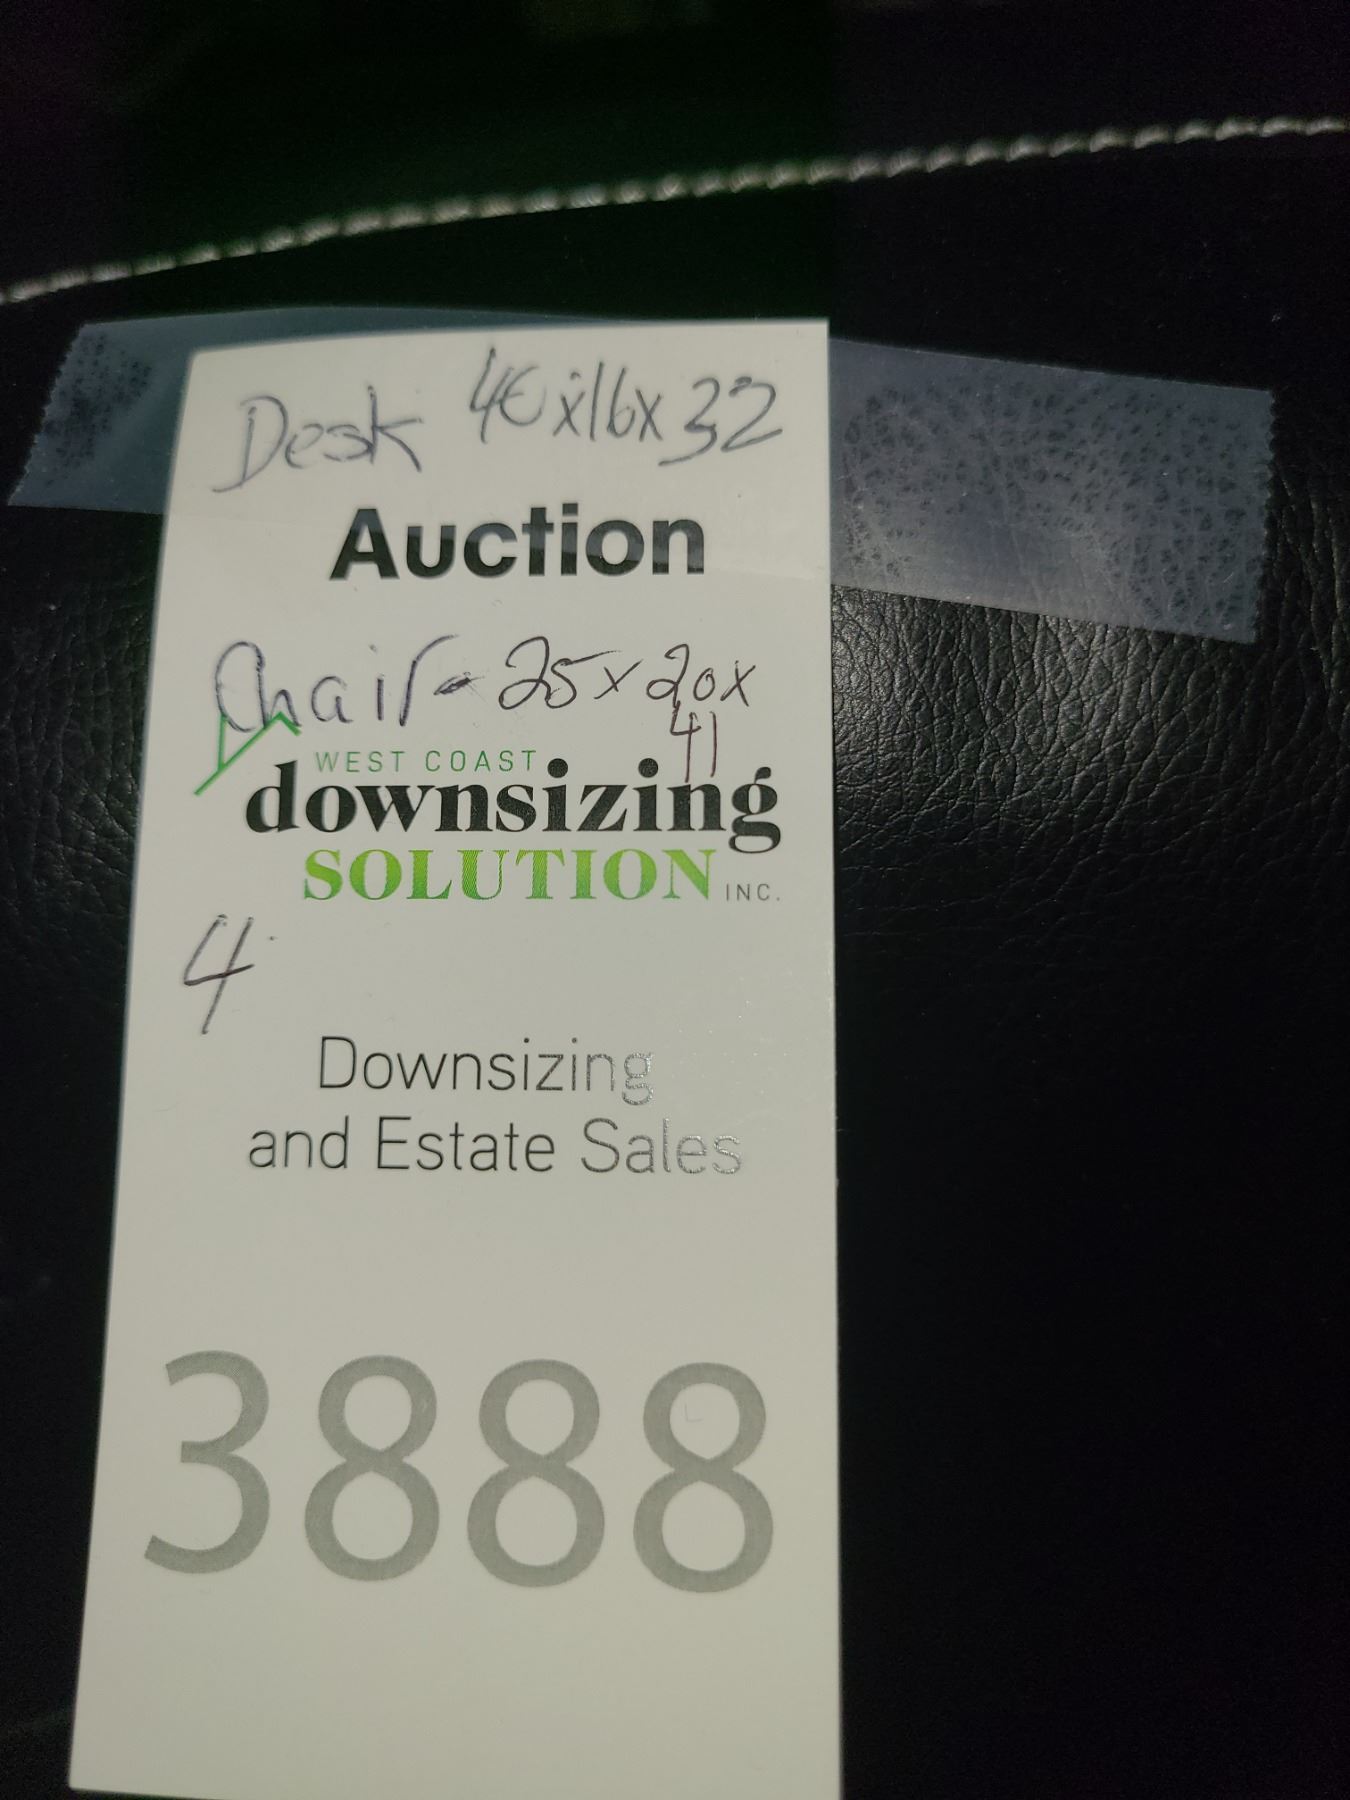 Desk 40x16x32
Auction
Chair - 25x20x
41
WEST COAST
downsizing
SOLUTION INC.
4
Downsizing
and Estate Sales
3888